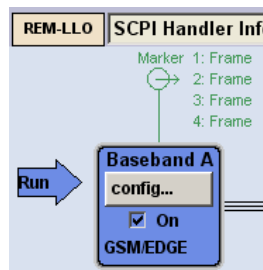 REM-LLO SCPI Handler
Marker 1: Frame
2: Frame
3: Frame
4: Frame
Baseband A
Run
config...
On
GSM/EDGE